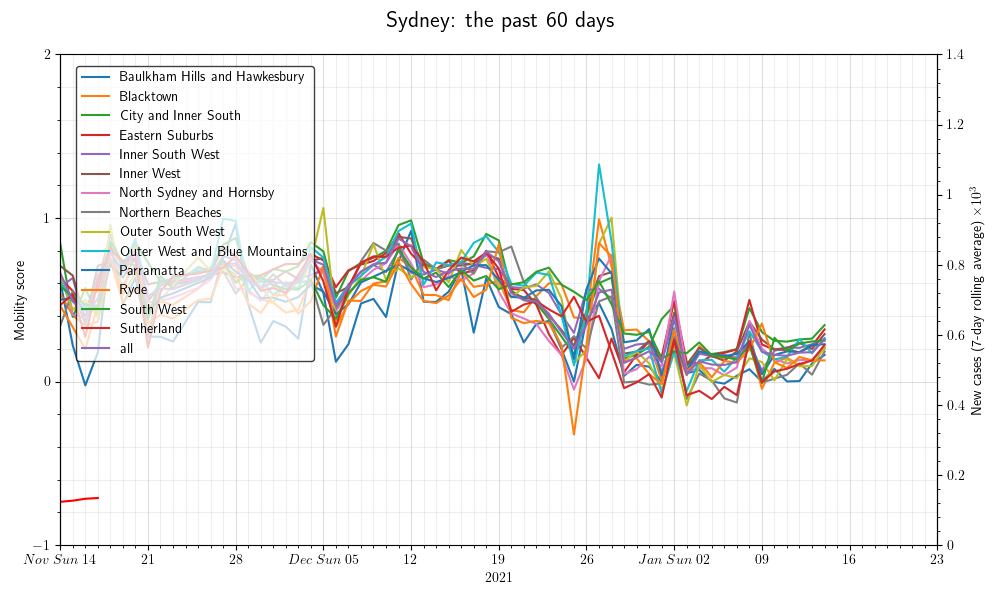 Sydney: the past 60 days
2
1
0
−1
Mobility score
Baulkham Hills and Hawkesbury
Blacktown
City and Inner South
Eastern Suburbs
Inner South West
Inner West
North Sydney and Hornsby
Northern Beaches
Outer South West
Outer West and Blue Mountains
Parramatta
Ryde
South West
Sutherland
all
1.4
1.2
1
0.8
0.6
0.4
0.2
0
New cases (7-day rolling average) ×10³
Nov Sun 14 21 28 Dec Sun 05 12 19 26 Jan Sun 02 09 16 23
2021